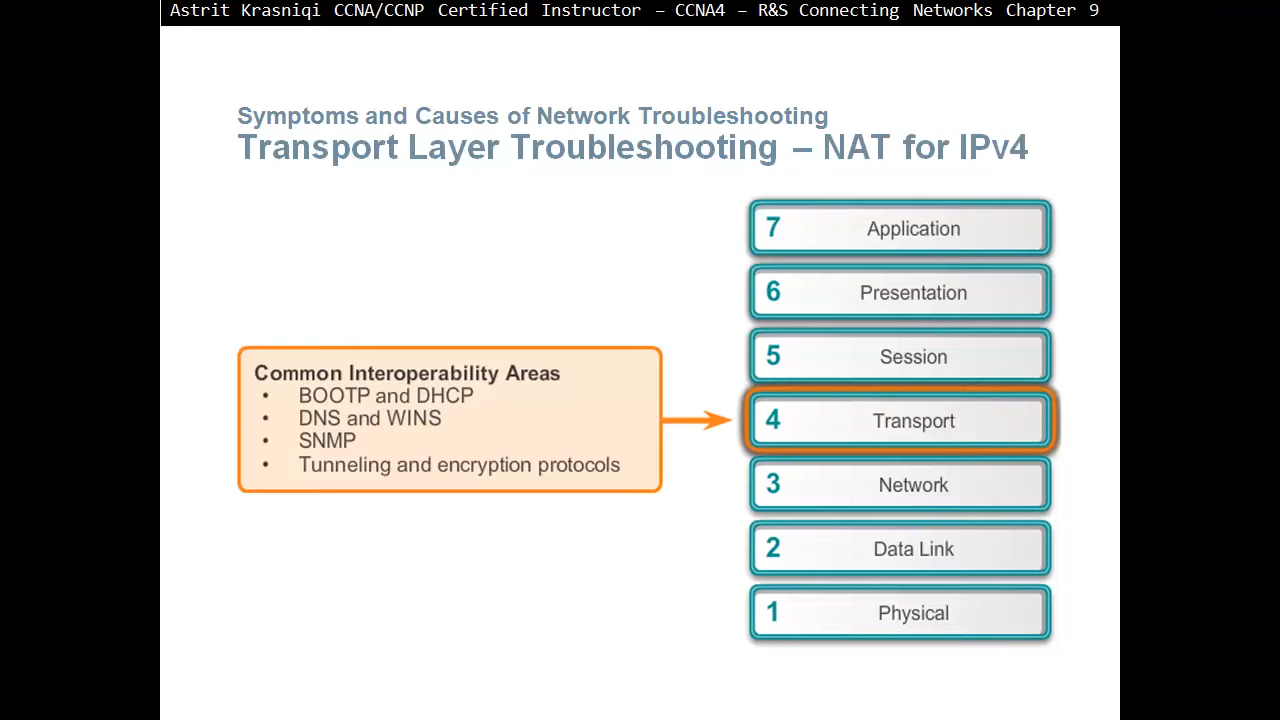 Astrit Krasniqi CCNA/CCNP Certified Instructor – CCNA4 – R&S Connecting Networks Chapter 9
Symptoms and Causes of Network Troubleshooting
Transport Layer Troubleshooting – NAT for IPv4
Common Interoperability Areas
• BOOTP and DHCP
• DNS and WINS
• SNMP
• Tunneling and encryption protocols
7 Application
6 Presentation
5 Session
4 Transport
3 Network
2 Data Link
1 Physical